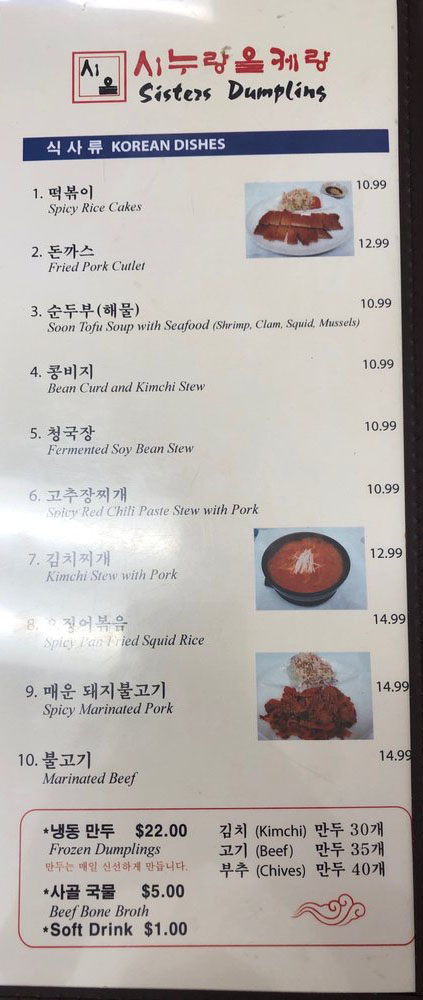 시 올
시누랑올케랑
Sisters Dumpling
식 사 류 KOREAN DISHES
1. 떡볶이 10.99
Spicy Rice Cakes
2. 돈까스 12.99
Fried Pork Cutlet
3. 순두부(해물) 10.99
Soon Tofu Soup with Seafood (Shrimp, Clam, Squid, Mussels)
4. 콩비지 10.99
Bean Curd and Kimchi Stew
5. 청국장 10.99
Fermented Soy Bean Stew
6. 고추장찌개 10.99
Spicy Red Chili Paste Stew with Pork
7. 김치찌개 12.99
Kimchi Stew with Pork
8. 오징어볶음 14.99
Spicy Pan Fried Squid Rice
9. 매운 돼지불고기 14.99
Spicy Marinated Pork
10. 불고기 14.99
Marinated Beef
*냉동 만두 $22.00
Frozen Dumplings
만두는 매일 신선하게 만듭니다.
*사골 국물 $5.00
Beef Bone Broth
*Soft Drink $1.00
김치 (Kimchi) 만두 30개
고기 (Beef) 만두 35개
부추 (Chives) 만두 40개